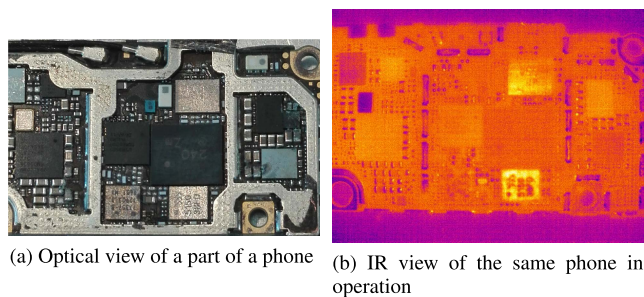 (a) Optical view of a part of a phone
(b) IR view of the same phone in
operation